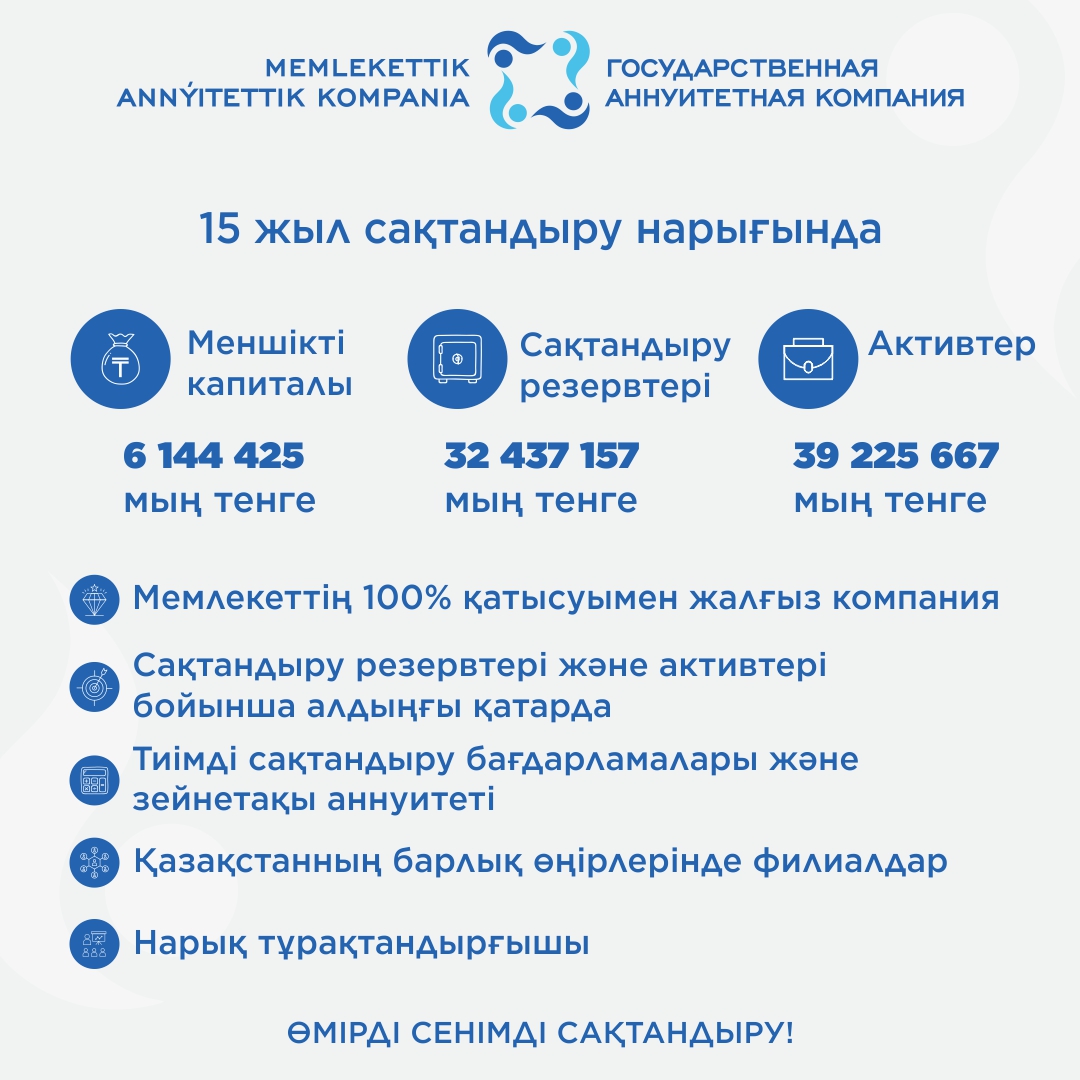 MEMLEKETTIK
ANNÝITETTIK KOMPANIA
ГОСУДАРСТВЕННАЯ
АННУИТЕТНАЯ КОМПАНИЯ
15 жыл сақтандыру нарығында
Меншікті
капиталы
6 144 425
мың тенге
Сақтандыру
резервтері
32 437 157
мың тенге
Активтер
39 225 667
мың тенге
Мемлекеттің 100% қатысуымен жалғыз компания
Сақтандыру резервтері және активтері
бойынша алдыңғы қатарда
Тиімді сақтандыру бағдарламалары және
зейнетақы аннуитеті
Қазақстанның барлық өңірлерінде филиалдар
Нарық тұрақтандырғышы
ӨМІРДІ СЕНІМДІ САҚТАНДЫРУ!